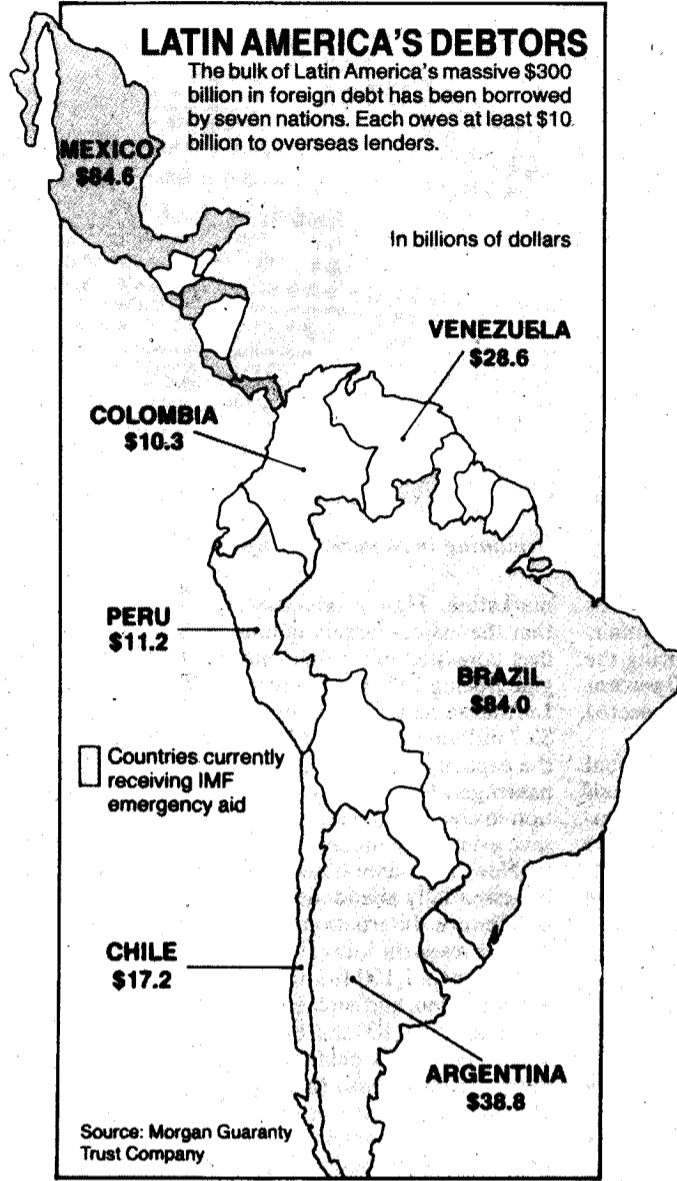 LATIN AMERICA'S DEBTORS
The bulk of Latin America's massive $300
billion in foreign debt has been borrowed
by seven nations. Each owes at least $10
billion to overseas lenders.
MEXICO
$84.6
In billions of dollars
VENEZUELA
$28.6
COLOMBIA
$10.3
PERU
$11.2
BRAZIL
$84.0
Countries currently
receiving IMF
emergency aid
CHILE
$17.2
ARGENTINA
$38.8
Source: Morgan Guaranty
Trust Company